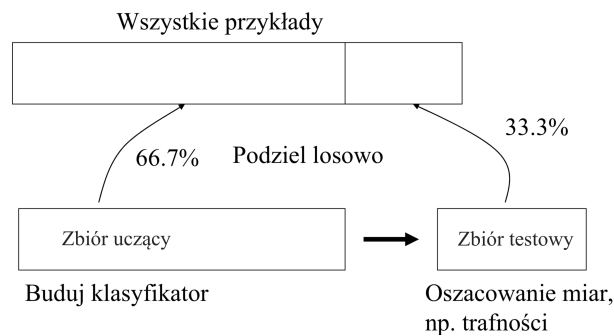 Wszystkie przykłady
33.3%
66.7%
Podziel losowo
Zbiór uczący
Zbiór testowy
Buduj klasyfikator
Oszacowanie miar,
np. trafności